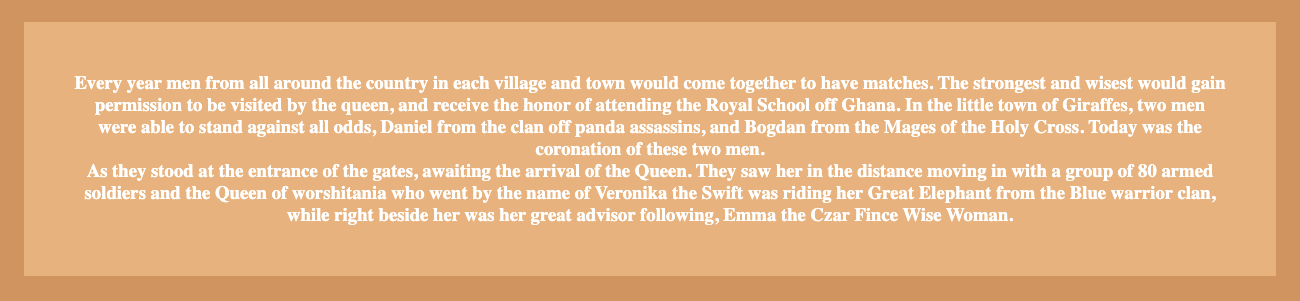 Every year men from all around the country in each village and town would come together to have matches. The strongest and wisest would gain
permission to be visited by the queen, and receive the honor of attending the Royal School off Ghana. In the little town of Giraffes, two men
were able to stand against all odds, Daniel from the clan off panda assassins, and Bogdan from the Mages of the Holy Cross. Today was the
coronation of these two men.
As they stood at the entrance of the gates, awaiting the arrival of the Queen. They saw her in the distance moving in with a group of 80 armed
soldiers and the Queen of worshitania who went by the name of Veronika the Swift was riding her Great Elephant from the Blue warrior clan,
while right beside her was her great advisor following, Emma the Czar Fince Wise Woman.